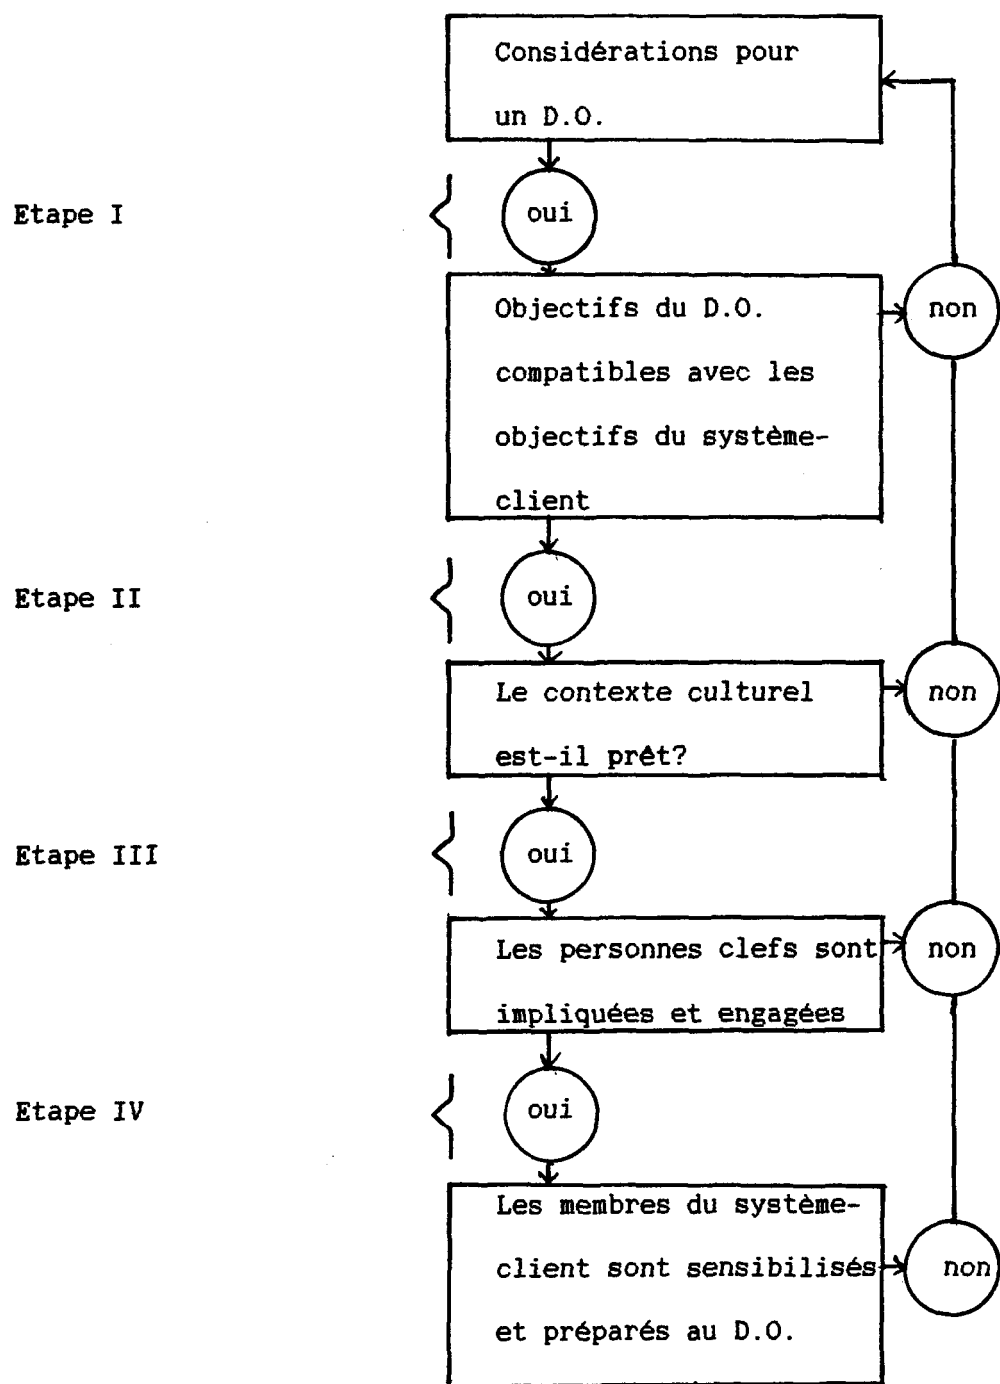 Considérations pour
un D.O.
Etape I
oui
Objectifs du D.O.
non
compatibles avec les
objectifs du système-
client
Etape II
oui
Le contexte culturel
non
est-il prêt?
Etape III
oui
Les personnes clefs sont
non
impliquées et engagées
Etape IV
oui
Les membres du système-
client sont sensibilisés
non
et préparés au D.O.